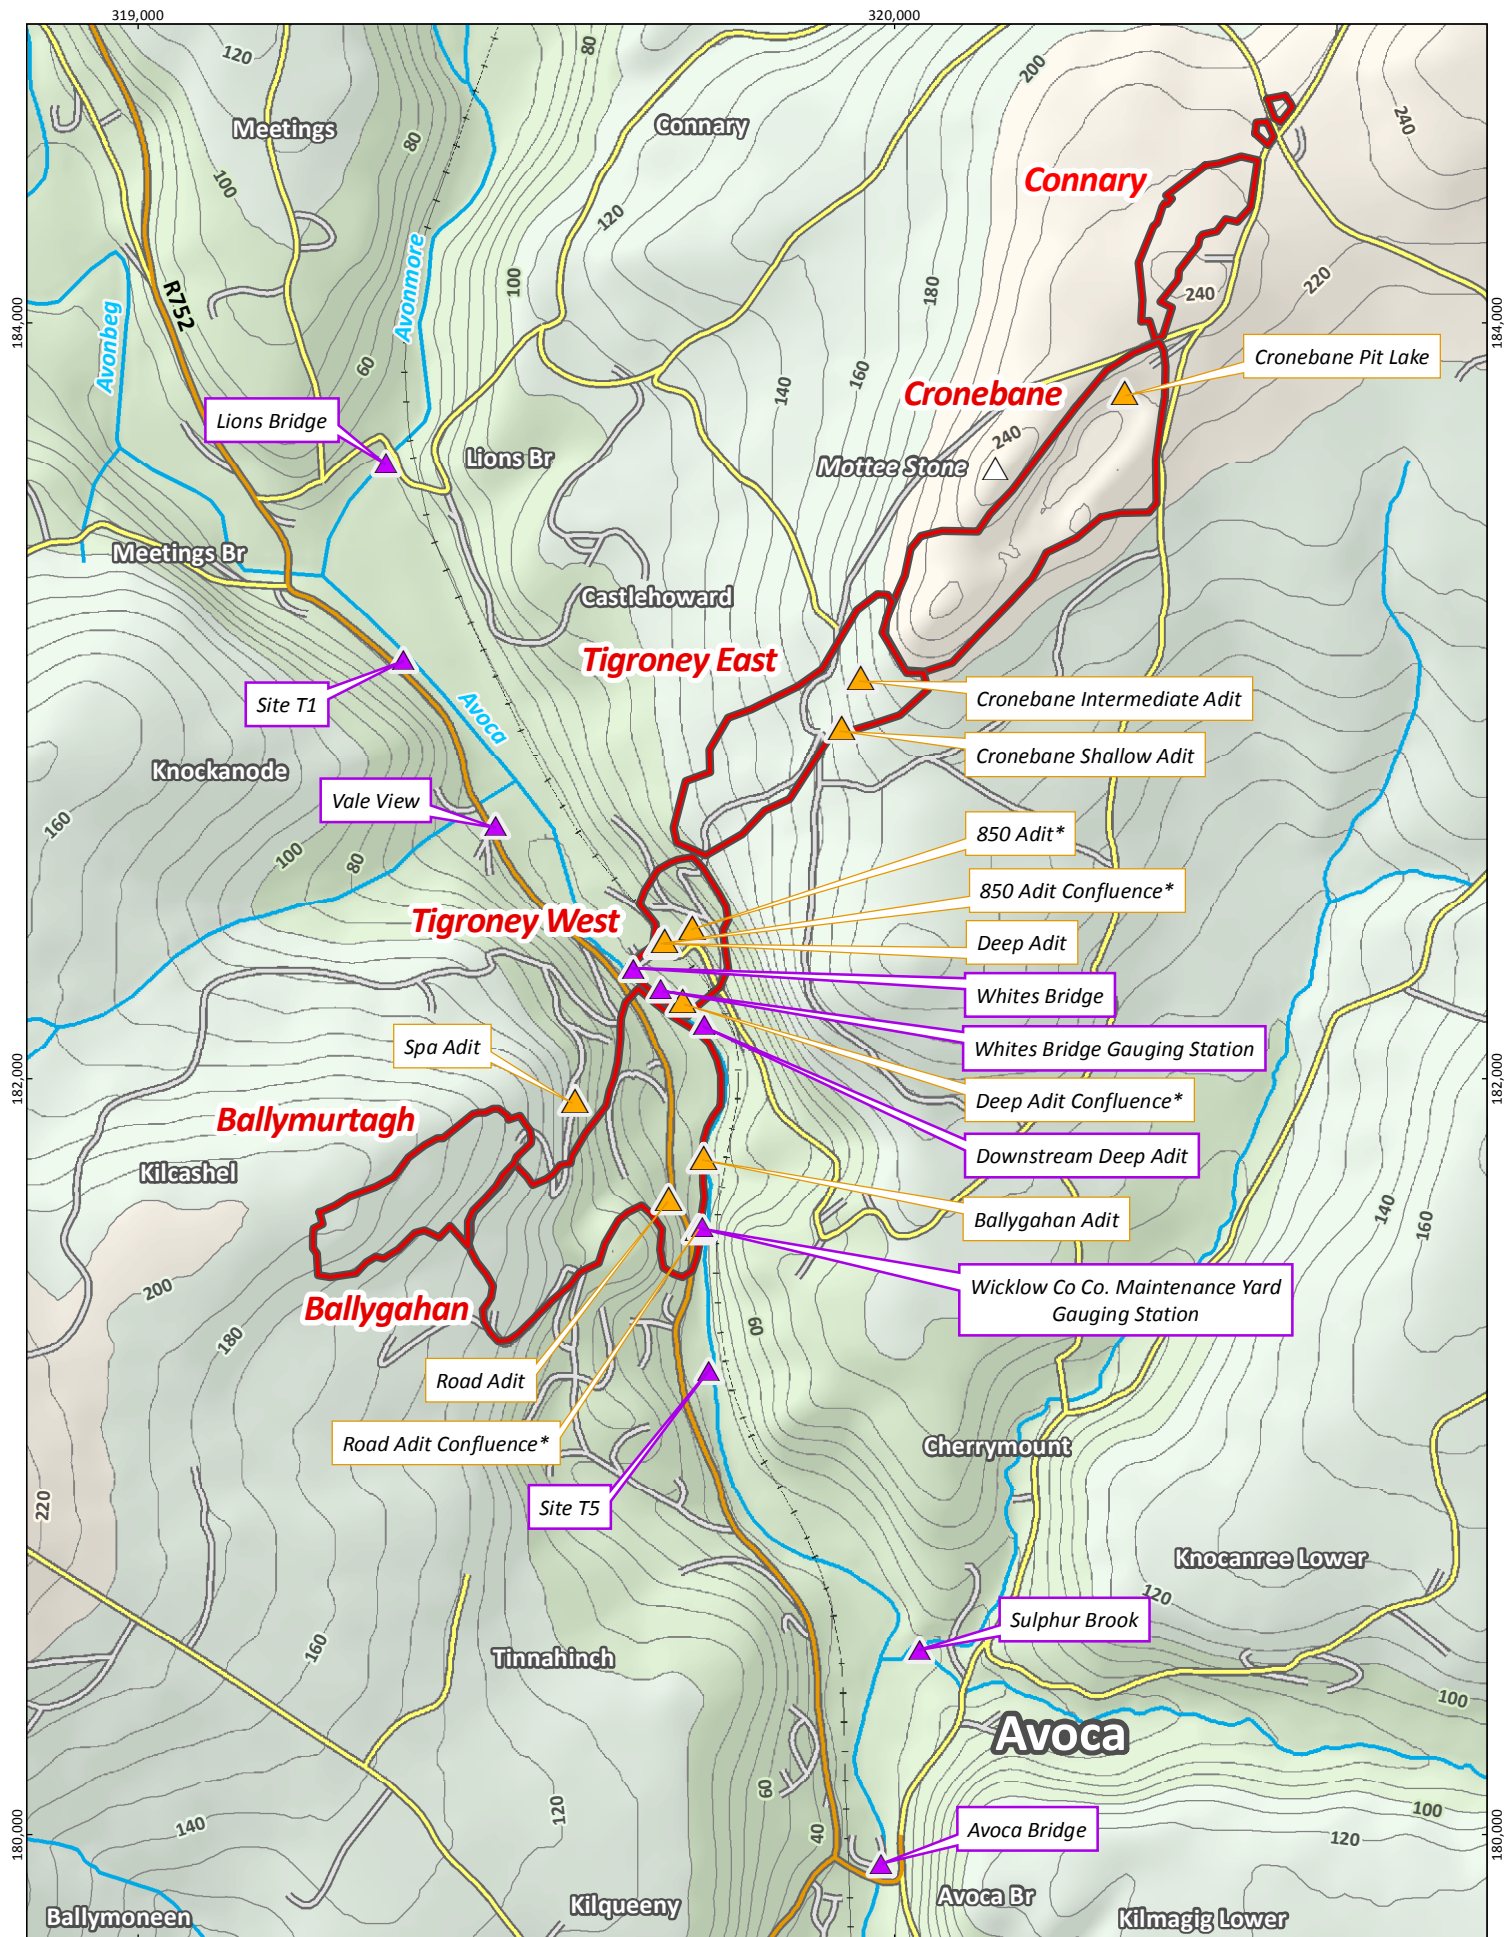 319,000
320,000
120
80
200
240
Meetings
Connary
80
100
Connary
120
Avonmore
100
180
240
220
R752
184,000
184,000
Avonbeg
60
140
160
Cronebane Pit Lake
Cronebane
Lions Bridge
240
Lions Br
Mottee Stone
Meetings Br
Castlehoward
Tigroney East
Cronebane Intermediate Adit
Site T1
Avoca
Cronebane Shallow Adit
Knockanode
Vale View
160
100
80
850 Adit*
850 Adit Confluence*
Tigroney West
Deep Adit
Whites Bridge
Spa Adit
Whites Bridge Gauging Station
182,000
182,000
Deep Adit Confluence*
Ballymurtagh
Downstream Deep Adit
Kilcashel
Ballygahan Adit
140
160
200
Wicklow Co Co. Maintenance Yard
Gauging Station
Ballygahan
180
60
Road Adit
Road Adit Confluence*
Cherrymount
220
Site T5
Knocanree Lower
120
Sulphur Brook
160
Tinnahinch
100
Avoca
60
120
100
140
40
Avoca Bridge
120
180,000
180,000
Ballymoneen
Kilqueeny
Avoca Br
Kilmagig Lower